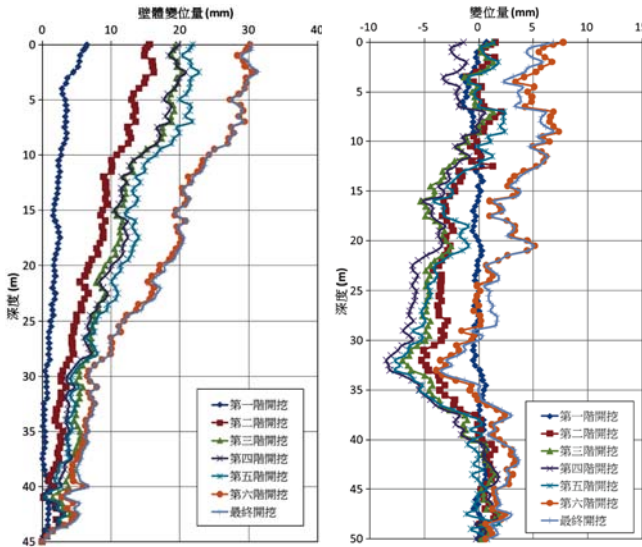 壁體變位量 (mm)
0 10 20 30 40
0
5
10
15
20
25
30
35
40
45
深度 (m)
第一階開挖
第二階開挖
第三階開挖
第四階開挖
第五階開挖
第六階開挖
最終開挖
變位量 (mm)
-10 -5 0 5 10 15
0
5
10
15
20
25
30
35
40
45
50
深度 (m)
第一階開挖
第二階開挖
第三階開挖
第四階開挖
第五階開挖
第六階開挖
最終開挖